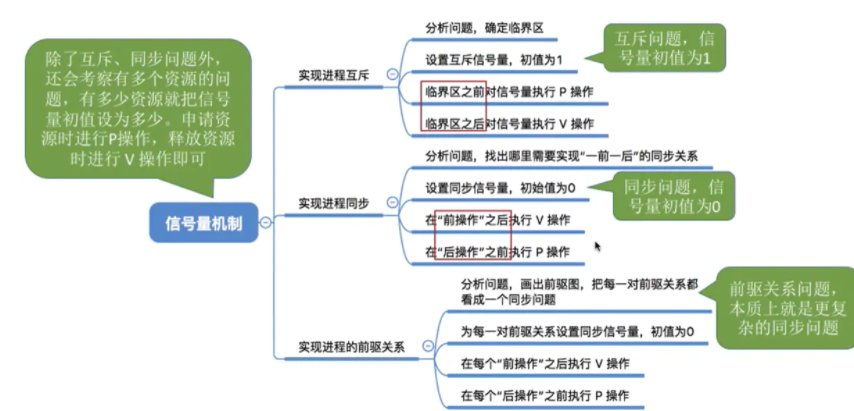 除了互斥、同步问题外，
还会考察有多个资源的问
题，有多少资源就把信号
量初值设为多少。申请资
源时进行P操作，释放资源
时进行 V 操作即可
信号量机制
实现进程互斥
分析问题，确定临界区
设置互斥信号量，初值为1
互斥问题，信
号量初值为1
临界区之前对信号量执行 P 操作
临界区之后对信号量执行 V 操作
实现进程同步
分析问题，找出哪里需要实现“一前一后”的同步关系
设置同步信号量，初始值为0
同步问题，信
号量初值为0
在“前操作”之后执行 V 操作
在“后操作”之前执行 P 操作
实现进程的前驱关系
分析问题，画出前驱图，把每一对前驱关系都
看成一个同步问题
前驱关系问题，
本质上就是更复
杂的同步问题
为每一对前驱关系设置同步信号量，初值为0
在每个“前操作”之后执行 V 操作
在每个“后操作”之前执行 P 操作